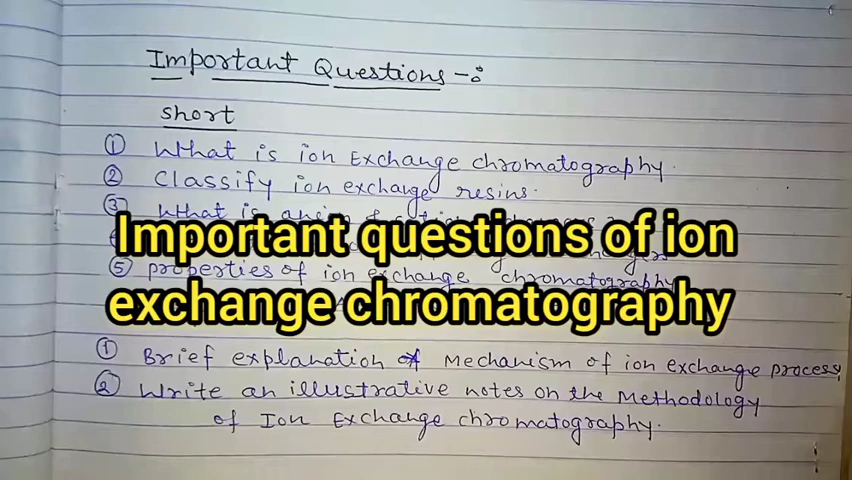 Important Questions -:
short
① What is ion Exchange chromatography.
② Classify ion exchange resins.
③ What is
Important questions of ion
⑤ properties of ion exchange chromatography
exchange chromatography
① Brief explanation of Mechanism of ion exchange process
② Write an illustrative notes on the Methodology
of Ion Exchange chromatography.